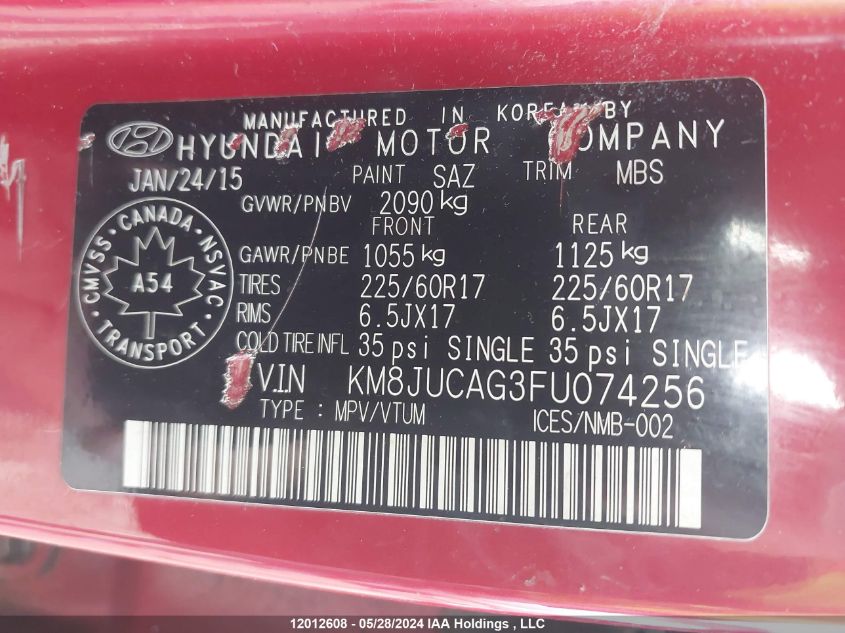 MANUFACTURED IN KOREA BY
HYUNDAI MOTOR COMPANY
JAN/24/15 PAINT SAZ TRIM MBS
GVWR/PNBV 2090 kg
FRONT REAR
GAWR/PNBE 1055 kg 1125 kg
TIRES 225/60R17 225/60R17
RIMS 6.5JX17 6.5JX17
COLD TIRE INFL 35 psi SINGLE 35 psi SINGLE
V.I.N KM8JUCAG3FU074256
TYPE : MPV/VTUM ICES/NMB-002
CMVSS CANADA NSVAC
A54
TRANSPORT
12012608 - 05/28/2024 IAA Holdings , LLC